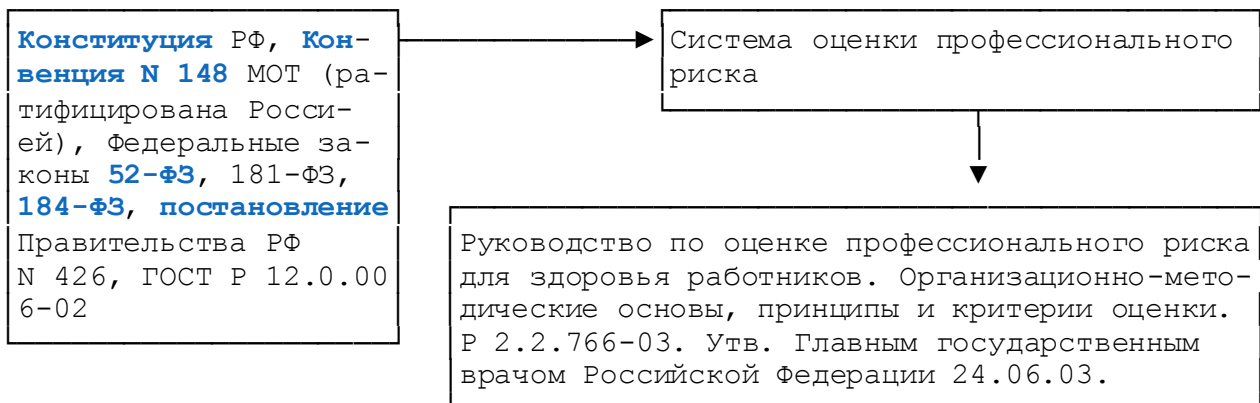 Конституция РФ, Кон-
венция N 148 МОТ (ра-
тифицирована Росси-
ей), Федеральные за-
коны 52-ФЗ, 181-ФЗ,
184-ФЗ, постановление
Правительства РФ
N 426, ГОСТ Р 12.0.00
6-02
Система оценки профессионального
риска
Руководство по оценке профессионального риска
для здоровья работников. Организационно-мето-
дические основы, принципы и критерии оценки.
Р 2.2.766-03. Утв. Главным государственным
врачом Российской Федерации 24.06.03.